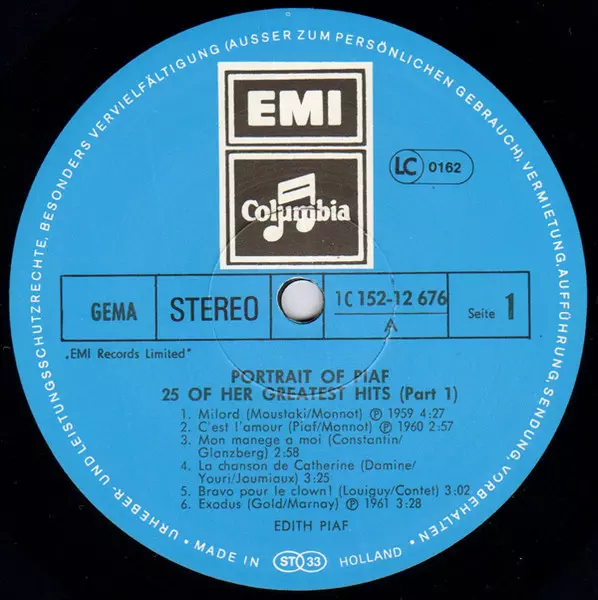 URHEBER- UND LEISTUNGSSCHUTZRECHTE, BESONDERS VERVIELFÄLTIGUNG (AUSSER ZUM PERSÖNLICHEN GEBRAUCH), VERMIETUNG, AUFFÜHRUNG, SENDUNG VORBEHALTEN
EMI
Columbia
LC 0162
GEMA STEREO 1C 152-12 676 Seite 1
A
„EMI Records Limited"
PORTRAIT OF PIAF
25 OF HER GREATEST HITS (Part 1)
1. Milord (Moustaki/Monnot) Ⓟ 1959 4:27
2. C'est l'amour (Piaf/Monnot) Ⓟ 1960 2:57
3. Mon manege a moi (Constantin/
Glanzberg) 2:58
4. La chanson de Catherine (Damine/
Youri/Jaumiaux) 3:25
5. Bravo pour le clown! (Louiguy/Contet) 3:02
6. Exodus (Gold/Marnay) Ⓟ 1961 3:28
EDITH PIAF
• MADE IN ST 33 HOLLAND •